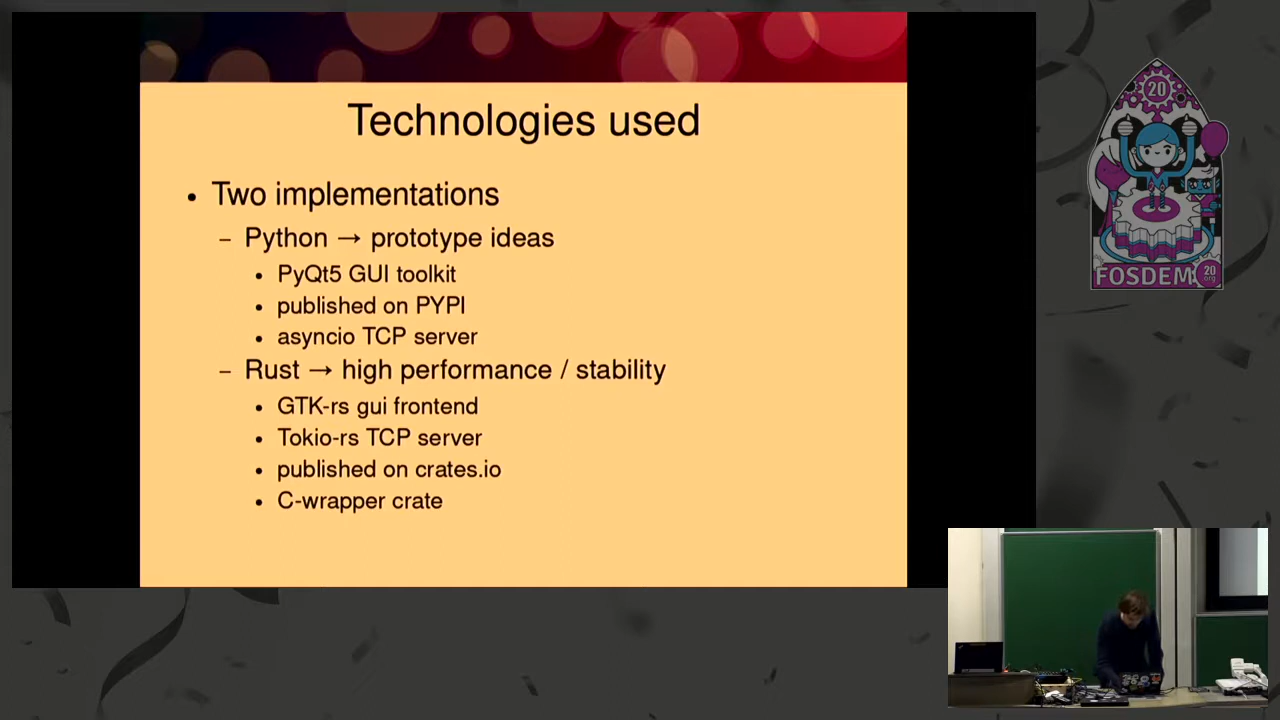 Technologies used
• Two implementations
– Python → prototype ideas
• PyQt5 GUI toolkit
• published on PYPI
• asyncio TCP server
– Rust → high performance / stability
• GTK-rs gui frontend
• Tokio-rs TCP server
• published on crates.io
• C-wrapper crate
20
FOSDEM 20
.org